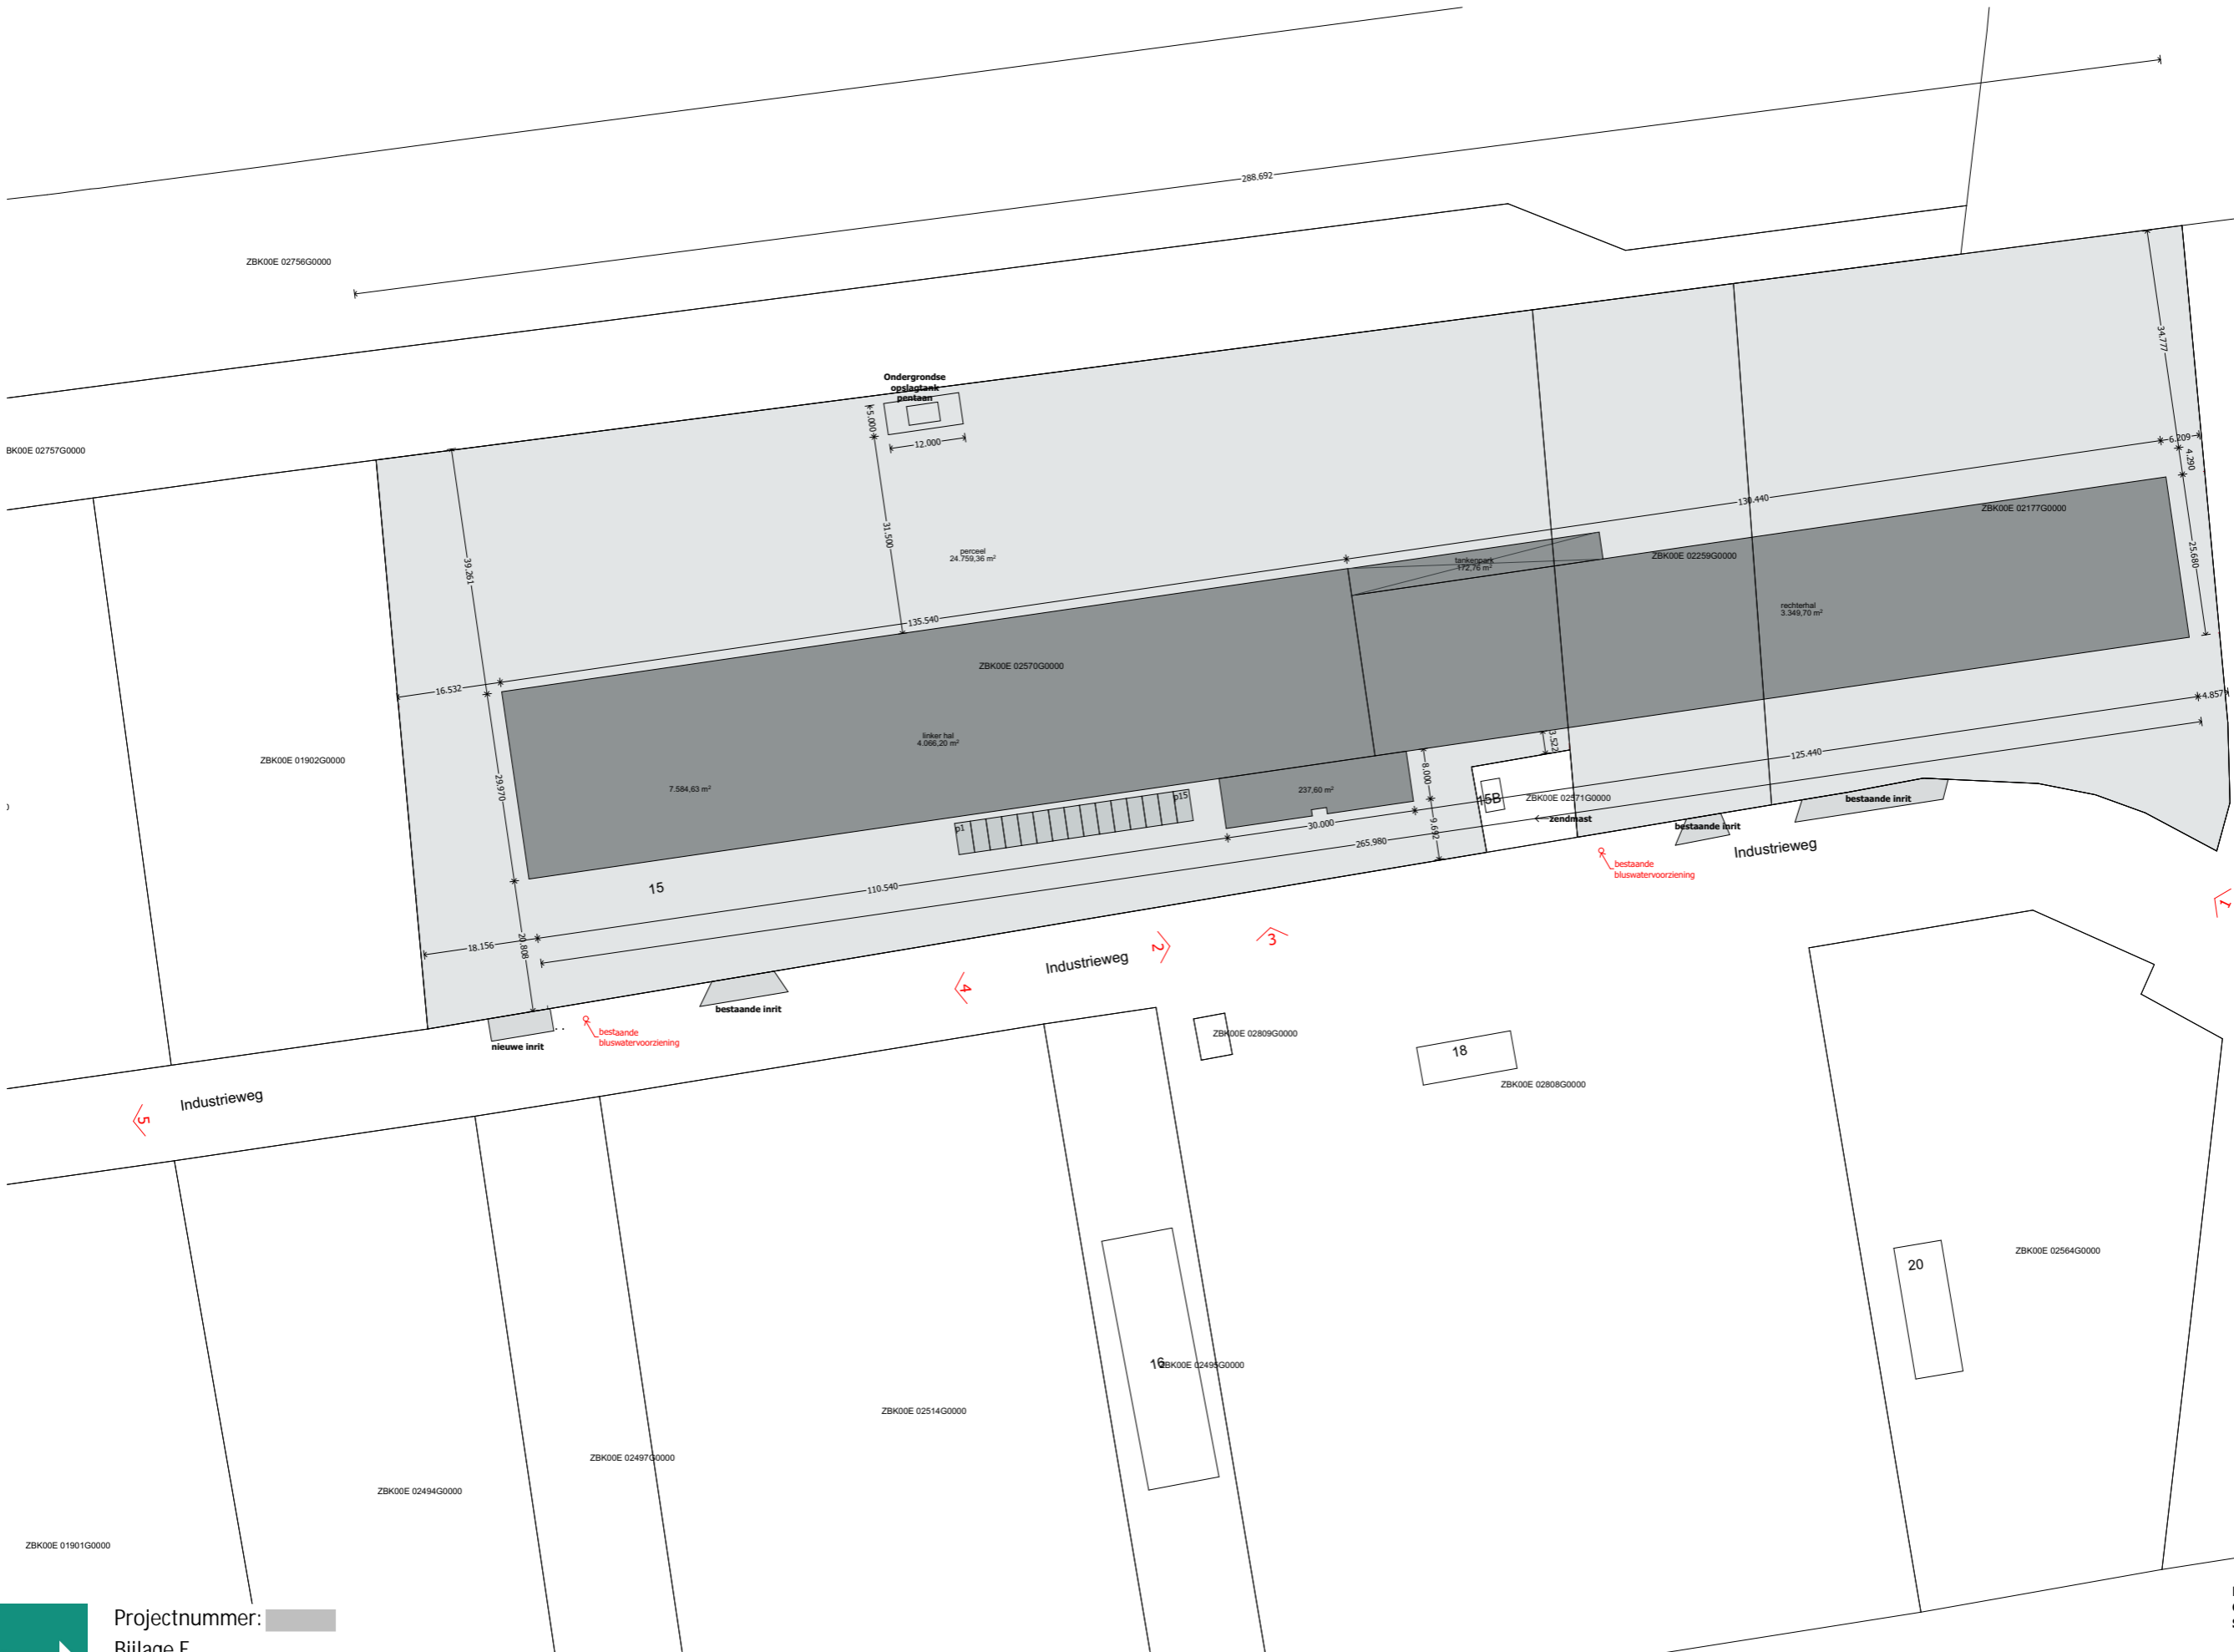 288.692
ZBK00E 02756G0000
34.777
Ondergrondse
opslagtank
pentaan
5.000
12.000
BK00E 02757G0000
6.209
4.290
39.261
31.500
130.440
ZBK00E 02177G0000
perceel
24.759,36 m²
tankenpark
172,76 m²
ZBK00E 02259G0000
25.680
rechterhal
3.349,70 m²
135.540
ZBK00E 02570G0000
16.532
4.857
linker hal
4.066,20 m²
3.522
125.440
ZBK00E 01902G0000
29.970
7.584,63 m²
8.000
237,60 m²
p15
15B
ZBK00E 02571G0000
bestaande inrit
zendmast
p1
30.000
9.692
bestaande inrit
265.980
Industrieweg
bestaande
bluswatervoorziening
15
110.540
1
18.156
20.808
2
3
Industrieweg
4
bestaande inrit
nieuwe inrit
bestaande
bluswatervoorziening
ZBK00E 02809G0000
18
ZBK00E 02808G0000
Industrieweg
5
20
ZBK00E 02564G0000
16
ZBK00E 02495G0000
ZBK00E 02514G0000
ZBK00E 02497G0000
ZBK00E 02494G0000
ZBK00E 01901G0000
Projectnummer:
Bijlage F